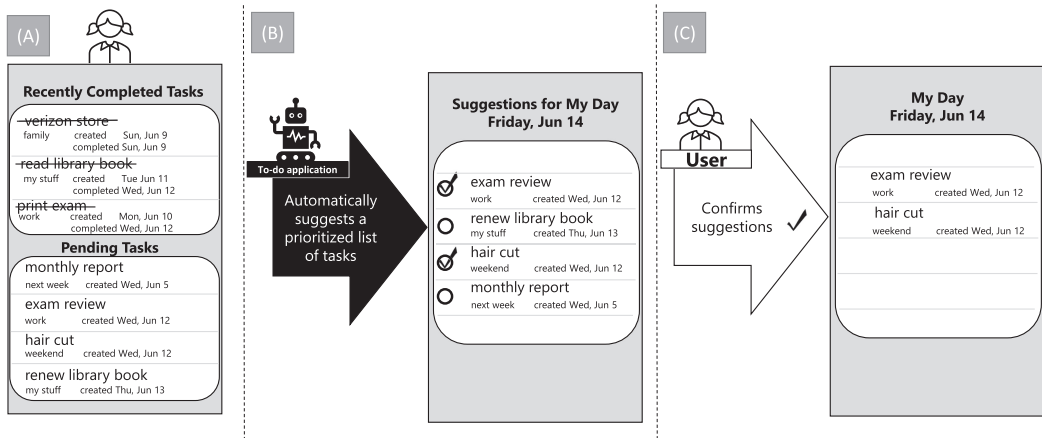 (A)
Recently Completed Tasks
verizon store
family created Sun, Jun 9
completed Sun, Jun 9
read library book
my stuff created Tue Jun 11
completed Wed, Jun 12
print exam
work created Mon, Jun 10
completed Wed, Jun 12
Pending Tasks
monthly report
next week created Wed, Jun 5
exam review
work created Wed, Jun 12
hair cut
weekend created Wed, Jun 12
renew library book
my stuff created Thu, Jun 13
(B)
To-do application
Automatically
suggests a
prioritized list
of tasks
Suggestions for My Day
Friday, Jun 14
exam review
work created Wed, Jun 12
renew library book
my stuff created Thu, Jun 13
hair cut
weekend created Wed, Jun 12
monthly report
next week created Wed, Jun 5
(C)
User
Confirms
suggestions
My Day
Friday, Jun 14
exam review
work created Wed, Jun 12
hair cut
weekend created Wed, Jun 12